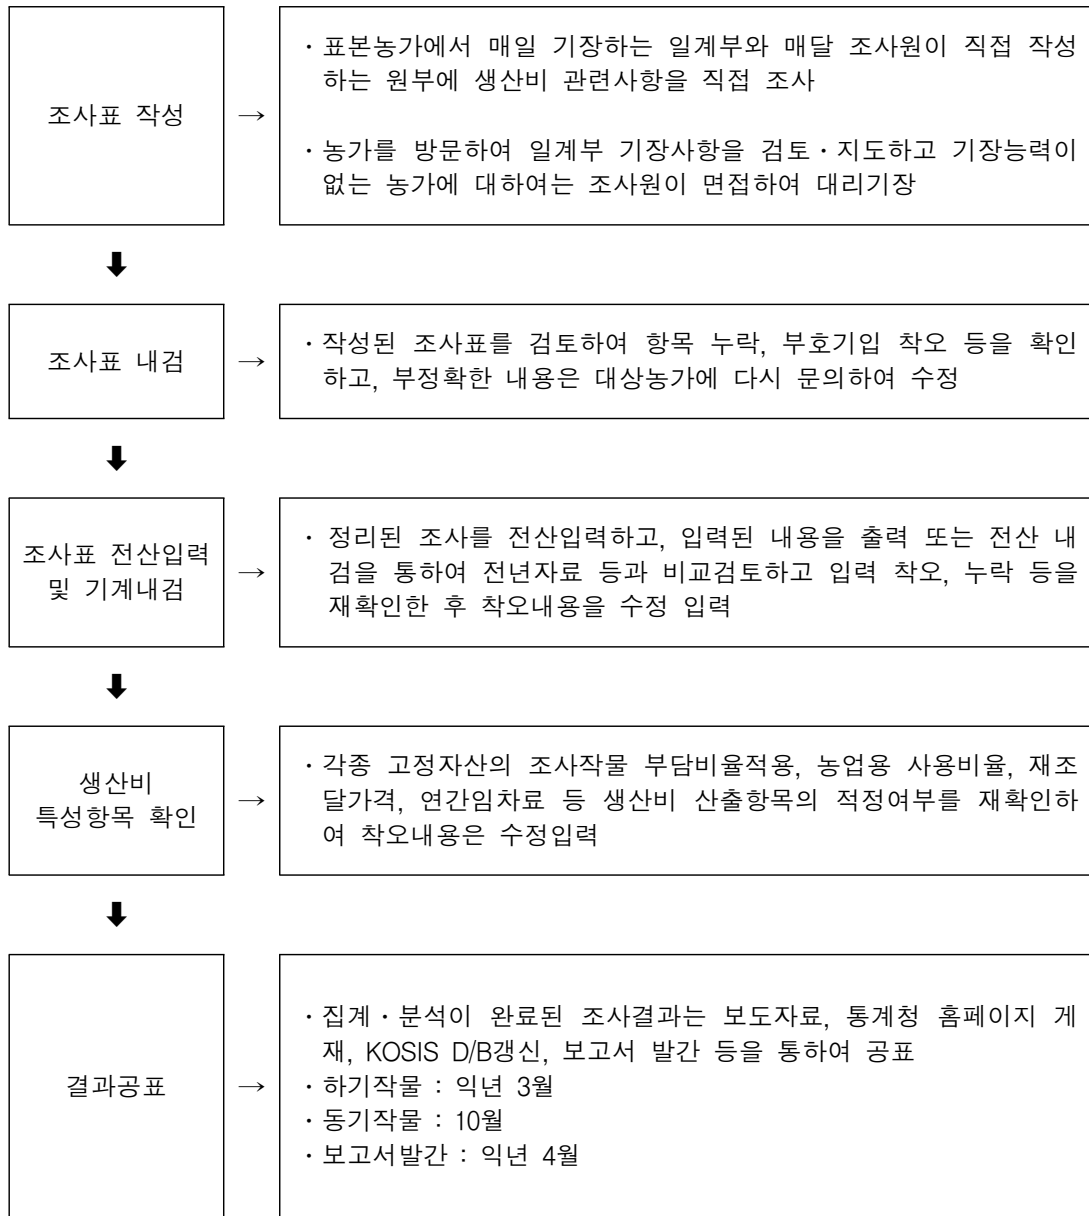 조사표 작성
→
・표본농가에서 매일 기장하는 일계부와 매달 조사원이 직접 작성
하는 원부에 생산비 관련사항을 직접 조사
・농가를 방문하여 일계부 기장사항을 검토・지도하고 기장능력이
없는 농가에 대하여는 조사원이 면접하여 대리기장
⬇
조사표 내검
→
・작성된 조사표를 검토하여 항목 누락, 부호기입 착오 등을 확인
하고, 부정확한 내용은 대상농가에 다시 문의하여 수정
⬇
조사표 전산입력
및 기계내검
→
・ 정리된 조사를 전산입력하고, 입력된 내용을 출력 또는 전산 내
검을 통하여 전년자료 등과 비교검토하고 입력 착오, 누락 등을
재확인한 후 착오내용을 수정 입력
⬇
생산비
특성항목 확인
→
・각종 고정자산의 조사작물 부담비율적용, 농업용 사용비율, 재조
달가격, 연간임차료 등 생산비 산출항목의 적정여부를 재확인하
여 착오내용은 수정입력
⬇
결과공표
→
・집계・분석이 완료된 조사결과는 보도자료, 통계청 홈페이지 게
재, KOSIS D/B갱신, 보고서 발간 등을 통하여 공표
・하기작물 : 익년 3월
・동기작물 : 10월
・보고서발간 : 익년 4월